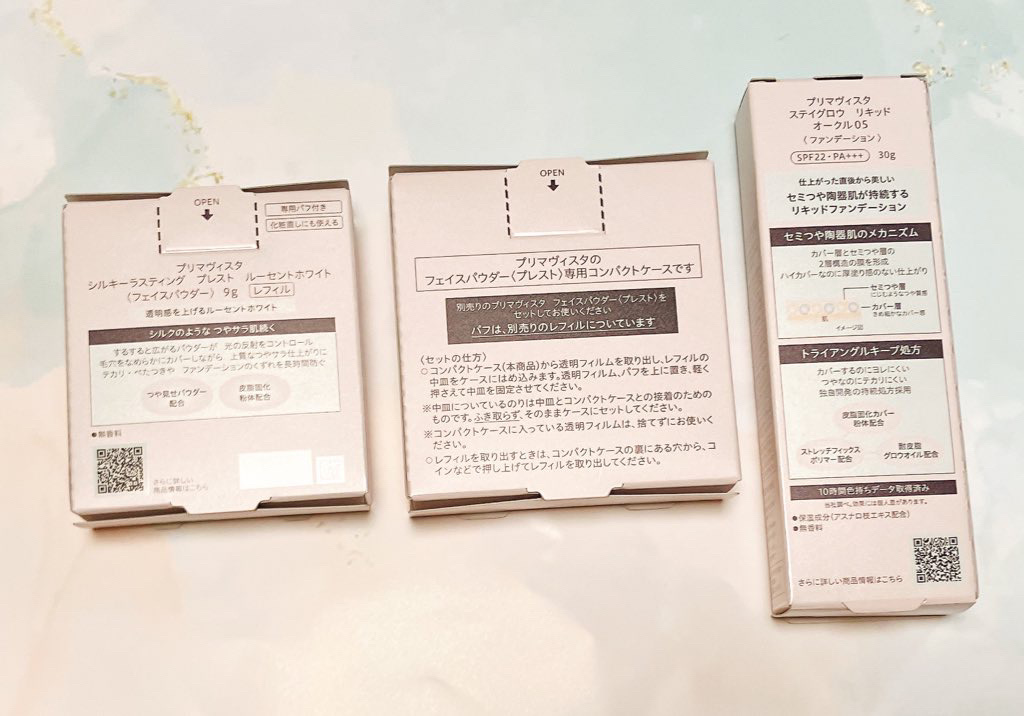 OPEN
専用パフ付き
化粧直しにも使える
プリマヴィスタ
シルキーラスティング プレスト ルーセントホワイト
(フェイスパウダー) 9g レフィル
透明感を上げるルーセントホワイト
シルクのような つやサラ肌続く
するすると広がるパウダーが 光の反射をコントロール
毛穴をなめらかにカバーしながら 上質なつやサラ仕上がりに
テカリ・べたつきや ファンデーションのくずれを長時間防ぐ
つや見せパウダー
配合
皮脂固化
粉体配合
●無香料
さらに詳しい
商品情報はこちら
OPEN
プリマヴィスタの
フェイスパウダー〈プレスト〉専用コンパクトケースです
別売りのプリマヴィスタ フェイスパウダー〈プレスト〉を
セットしてお使いください
パフは、別売りのレフィルについています
〈セットの仕方〉
○コンパクトケース(本商品)から透明フィルムを取り出し、レフィルの
中皿をケースにはめ込みます。透明フィルム、パフを上に置き、軽く
押さえて中皿を固定させてください。
※中皿についているのりは中皿とコンパクトケースとの接着のための
ものです。ふき取らず、そのままケースにセットしてください。
※コンパクトケースに入っている透明フィルムは、捨てずにお使いくだ
さい。
○レフィルを取り出すときは、コンパクトケースの裏にある穴から、コ
インなどで押し上げてレフィルを取り出してください。
プリマヴィスタ
ステイグロウ リキッド
オークル05
〈ファンデーション〉
SPF22・PA+++ 30g
仕上がった直後から美しい
セミつや陶器肌が持続する
リキッドファンデーション
セミつや陶器肌のメカニズム
カバー層とセミつや層の
2層構造の膜を形成
ハイカバーなのに厚塗り感のない仕上がり
セミつや層
にじむようなつや質感
カバー層
きめ細かなカバー感
肌
イメージ図
トライアングルキープ処方
カバーするのにヨレにくい
つやなのにテカリにくい
独自開発の持続処方採用
皮脂固化カバー
粉体配合
ストレッチフィックス
ポリマー配合
耐皮脂
グロウオイル配合
10時間色持ちデータ取得済み
当社調べ。効果には個人差があります。
●保湿成分(アスナロ枝エキス配合)
●無香料
さらに詳しい商品情報はこちら